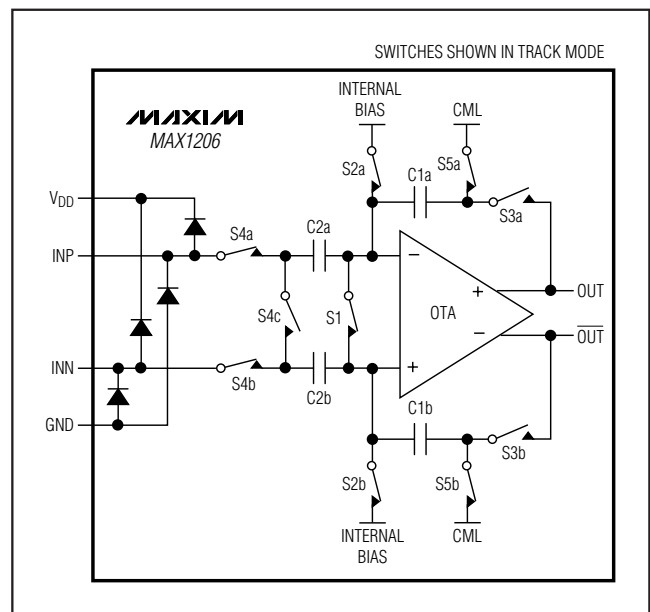 SWITCHES SHOWN IN TRACK MODE
MAXIM
MAX1206
INTERNAL
BIAS
CML
S2a
C1a
S5a
S3a
VDD
INP
S4a
C2a
S4c
S1
OTA
OUT
OUT
INN
S4b
C2b
C1b
GND
S3b
S2b
S5b
INTERNAL
BIAS
CML